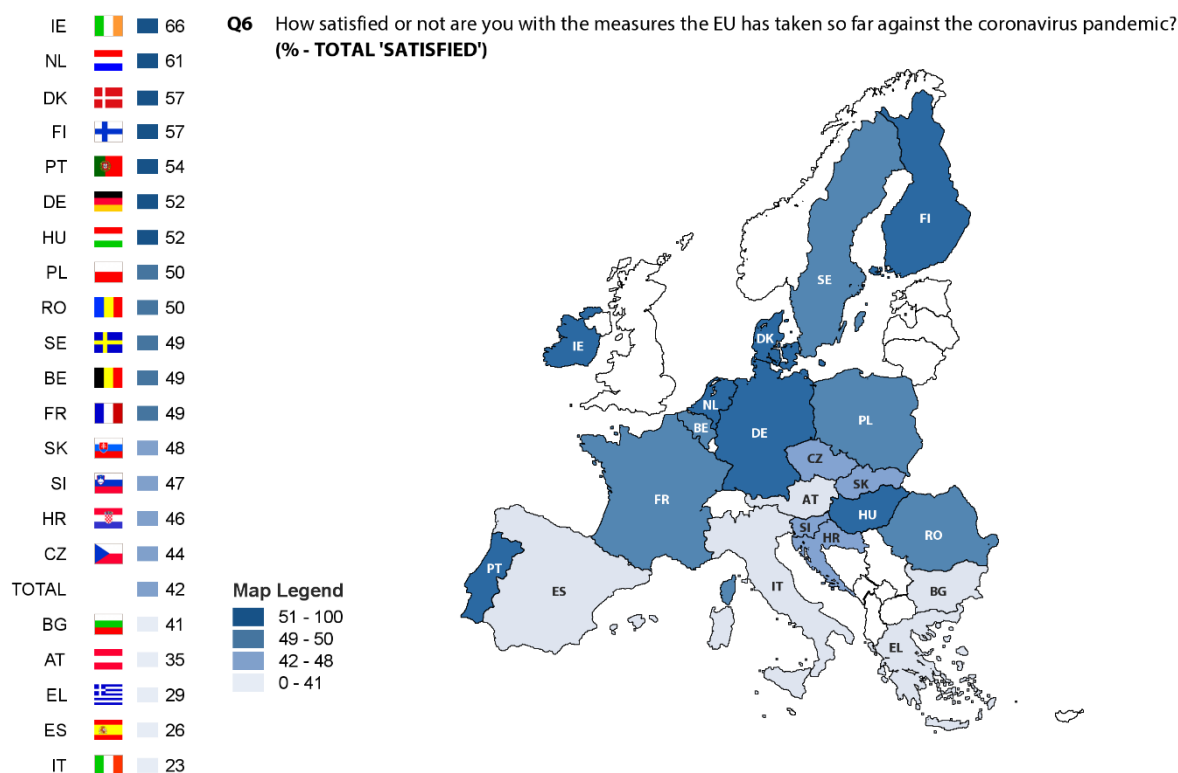 Q6 How satisfied or not are you with the measures the EU has taken so far against the coronavirus pandemic?
(% - TOTAL 'SATISFIED')
IE 66
NL 61
DK 57
FI 57
PT 54
DE 52
HU 52
PL 50
RO 50
SE 49
BE 49
FR 49
SK 48
SI 47
HR 46
CZ 44
TOTAL 42
BG 41
AT 35
EL 29
ES 26
IT 23
FI
SE
DK
IE
NL
BE
DE
PL
CZ
SK
FR
AT
HU
SI
HR
RO
PT
ES
IT
BG
EL
Map Legend
51 - 100
49 - 50
42 - 48
0 - 41